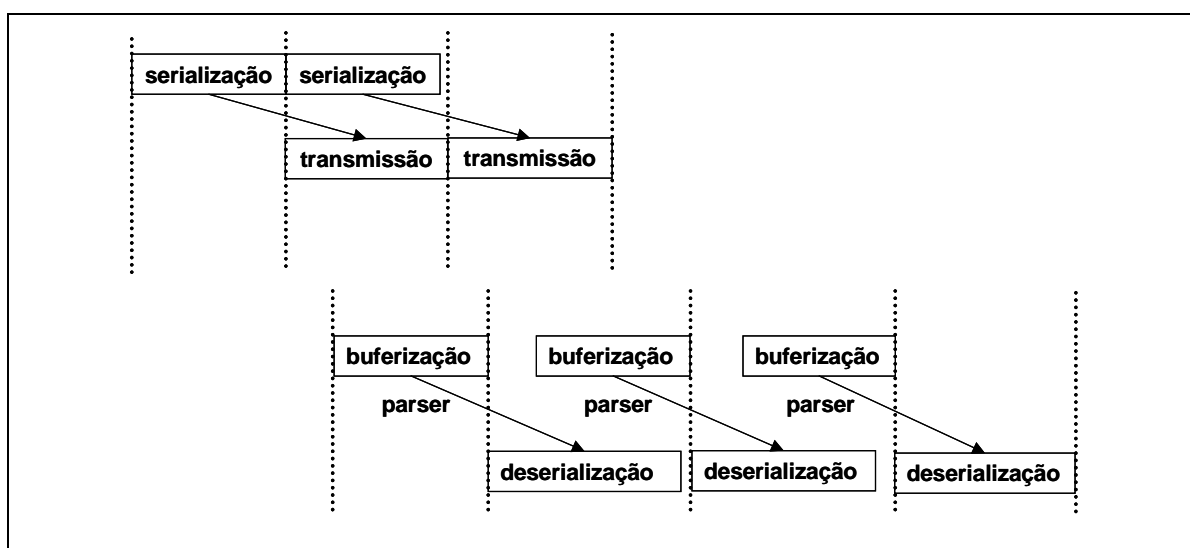 serialização serialização
transmissão transmissão
buferização buferização buferização
parser parser parser
deserialização deserialização deserialização